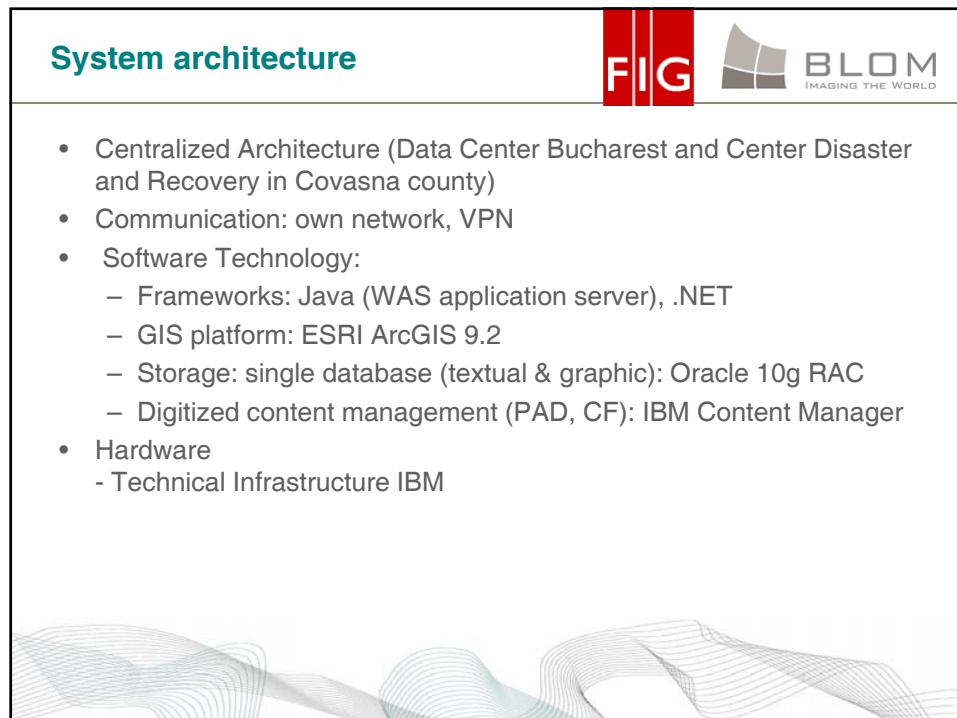 System architecture
FIG
BLOM
IMAGING THE WORLD
• Centralized Architecture (Data Center Bucharest and Center Disaster
and Recovery in Covasna county)
• Communication: own network, VPN
• Software Technology:
– Frameworks: Java (WAS application server), .NET
– GIS platform: ESRI ArcGIS 9.2
– Storage: single database (textual & graphic): Oracle 10g RAC
– Digitized content management (PAD, CF): IBM Content Manager
• Hardware
- Technical Infrastructure IBM